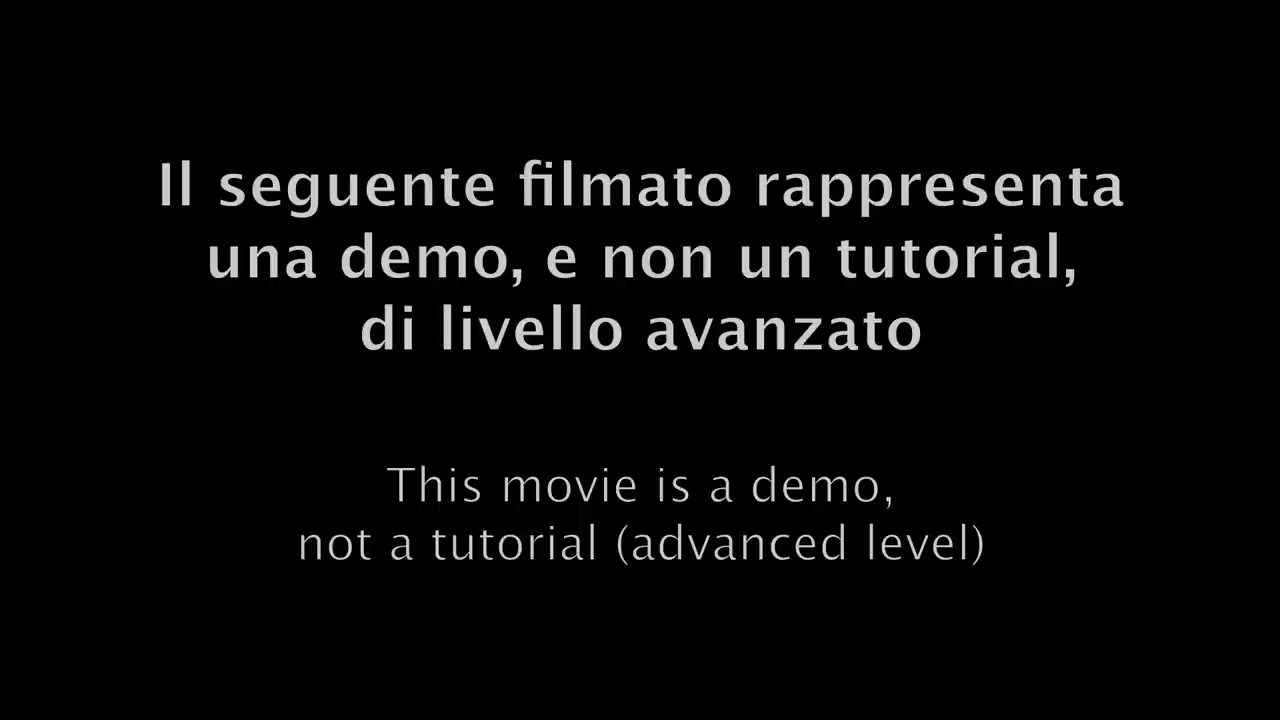 Il seguente filmato rappresenta
una demo, e non un tutorial,
di livello avanzato
This movie is a demo,
not a tutorial (advanced level)